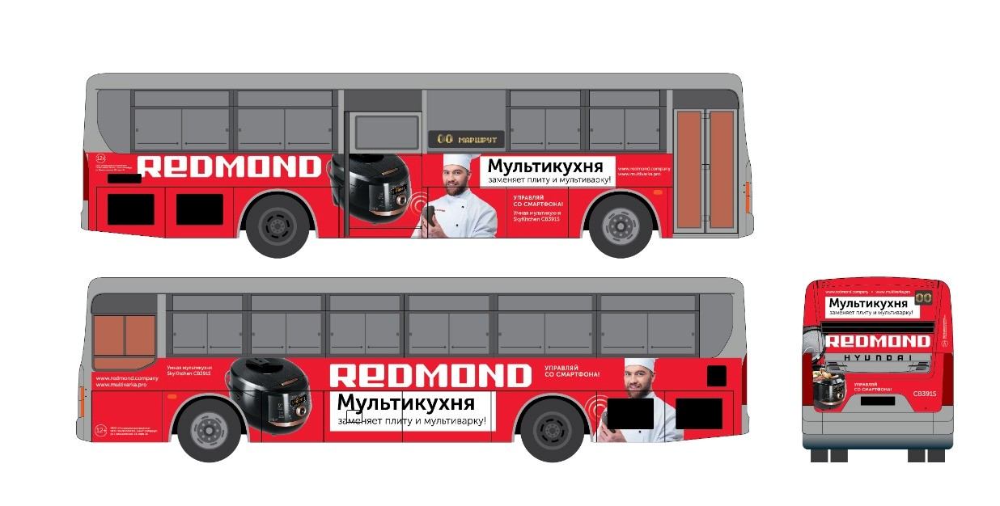 00 МАРШРУТ
12+
REDMOND
Мультикухня
заменяет плиту и мультиварку!
www.redmond.company
www.multivarka.pro
УПРАВЛЯЙ
СО СМАРТФОНА!
Умная мультикухня
SkyKitchen CB391S
Умная мультикухня
SkyKitchen CB391S
www.redmond.company
www.multivarka.pro
REDMOND
УПРАВЛЯЙ
СО СМАРТФОНА!
Мультикухня
заменяет плиту и мультиварку!
12+
www.redmond.company • www.multivarka.pro
Мультикухня
00
заменяет плиту и мультиварку!
REDMOND
HYUNDAI
УПРАВЛЯЙ
СО СМАРТФОНА!
CB391S